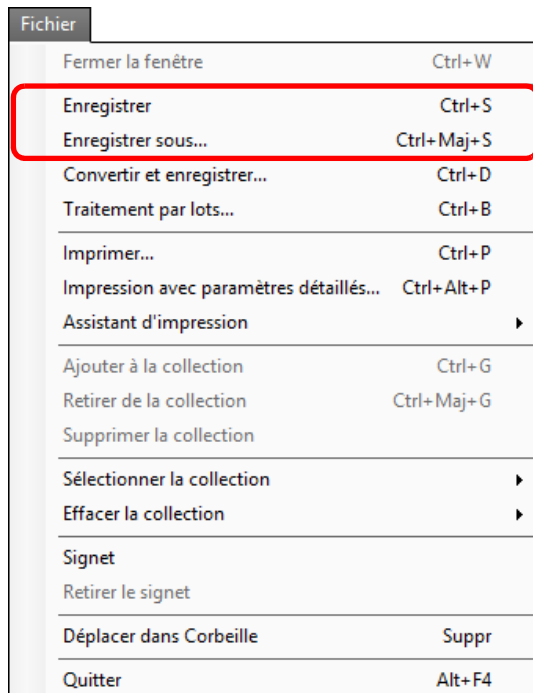 Fichier
Fermer la fenêtre Ctrl+W
Enregistrer Ctrl+S
Enregistrer sous... Ctrl+Maj+S
Convertir et enregistrer... Ctrl+D
Traitement par lots... Ctrl+B
Imprimer... Ctrl+P
Impression avec paramètres détaillés... Ctrl+Alt+P
Assistant d'impression
Ajouter à la collection Ctrl+G
Retirer de la collection Ctrl+Maj+G
Supprimer la collection
Sélectionner la collection
Effacer la collection
Signet
Retirer le signet
Déplacer dans Corbeille Suppr
Quitter Alt+F4